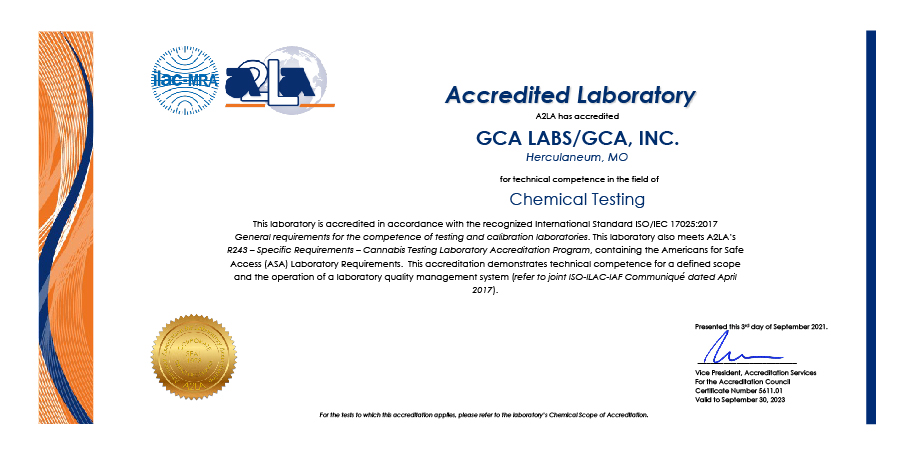 ilac-MRA
A2LA
Accredited Laboratory
A2LA has accredited
GCA LABS/GCA, INC.
Herculaneum, MO
for technical competence in the field of
Chemical Testing
This laboratory is accredited in accordance with the recognized International Standard ISO/IEC 17025:2017
General requirements for the competence of testing and calibration laboratories. This laboratory also meets A2LA's
R243 – Specific Requirements – Cannabis Testing Laboratory Accreditation Program, containing the Americans for Safe
Access (ASA) Laboratory Requirements. This accreditation demonstrates technical competence for a defined scope
and the operation of a laboratory quality management system (refer to joint ISO-ILAC-IAF Communiqué dated April
2017).
Presented this 3rd day of September 2021.
Vice President, Accreditation Services
For the Accreditation Council
Certificate Number 5611.01
Valid to September 30, 2023
A2LA
For the tests to which this accreditation applies, please refer to the laboratory's Chemical Scope of Accreditation.